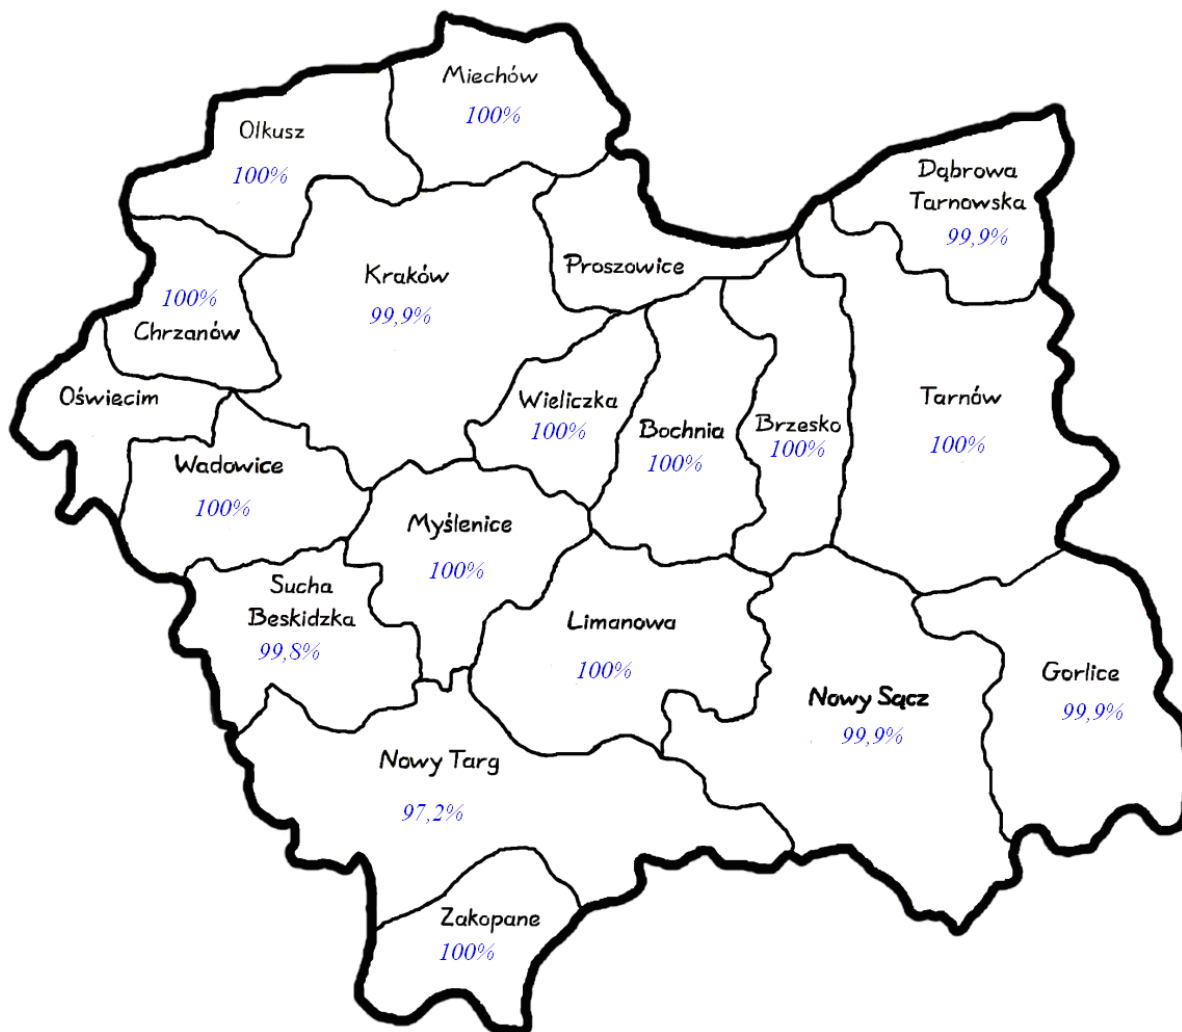 Miechów
100%
Olkusz
100%
Dąbrowa
Tarnowska
99,9%
Proszowice
Kraków
99,9%
100%
Chrzanów
Oświęcim
Wieliczka
100%
Bochnia
100%
Brzesko
100%
Tarnów
100%
Wadowice
100%
Myślenice
100%
Sucha
Beskidzka
99,8%
Limanowa
100%
Nowy Sącz
99,9%
Gorlice
99,9%
Nowy Targ
97,2%
Zakopane
100%